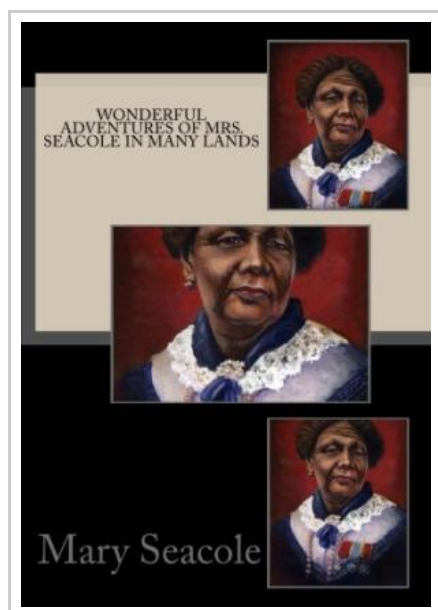 WONDERFUL
ADVENTURES OF MRS.
SEACOLE IN MANY LANDS
Mary Seacole